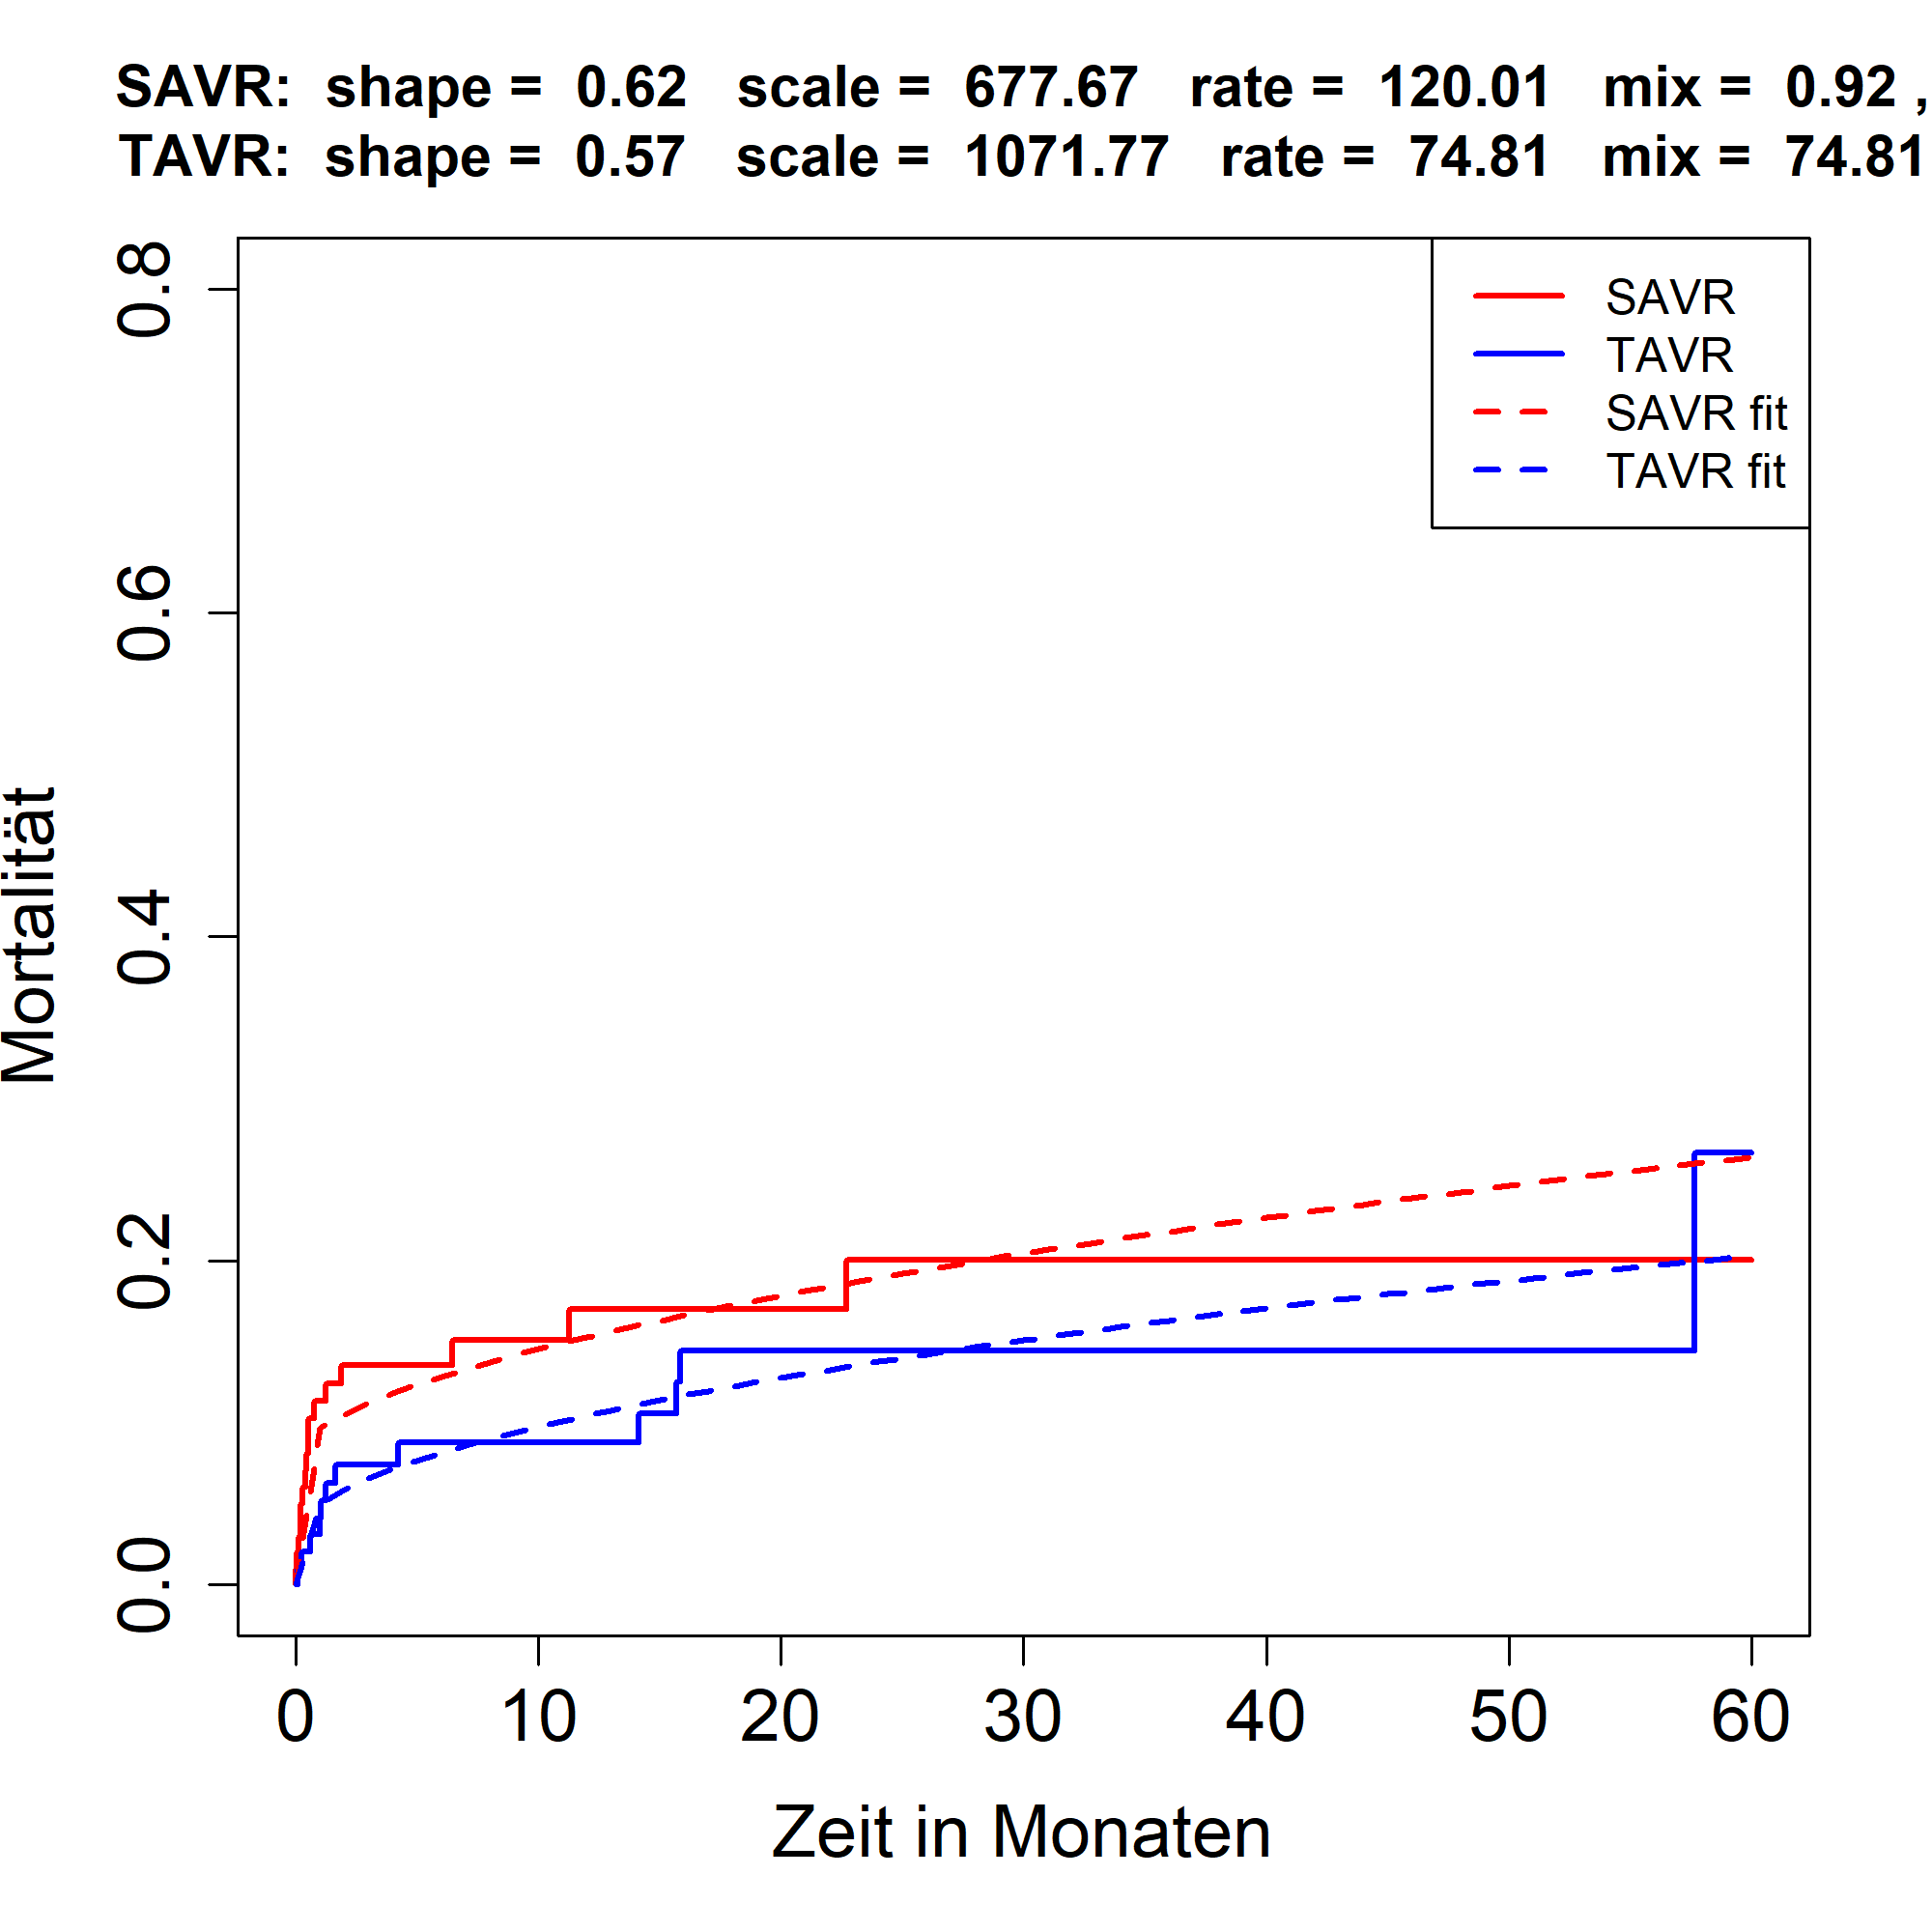 SAVR: shape = 0.62 scale = 677.67 rate = 120.01 mix = 0.92 ,
TAVR: shape = 0.57 scale = 1071.77 rate = 74.81 mix = 74.81
SAVR
TAVR
SAVR fit
TAVR fit
0.8
0.6
0.4
0.2
0.0
Mortalität
0 10 20 30 40 50 60
Zeit in Monaten